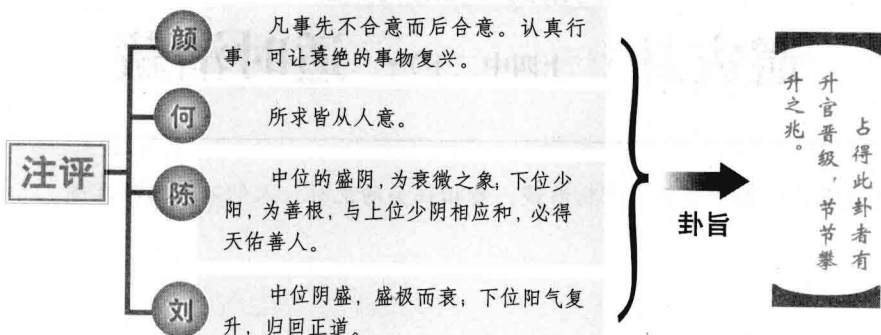 注评
颜
凡事先不合意而后合意。认真行
事，可让衰绝的事物复兴。
何
所求皆从人意。
陈
中位的盛阴，为衰微之象；下位少
阳，为善根，与上位少阴相应和，必得
天佑善人。
刘
中位阴盛，盛极而衰；下位阳气复
升，归回正道。
卦旨
占得此卦者有
升官晋级，节节攀
升之兆。